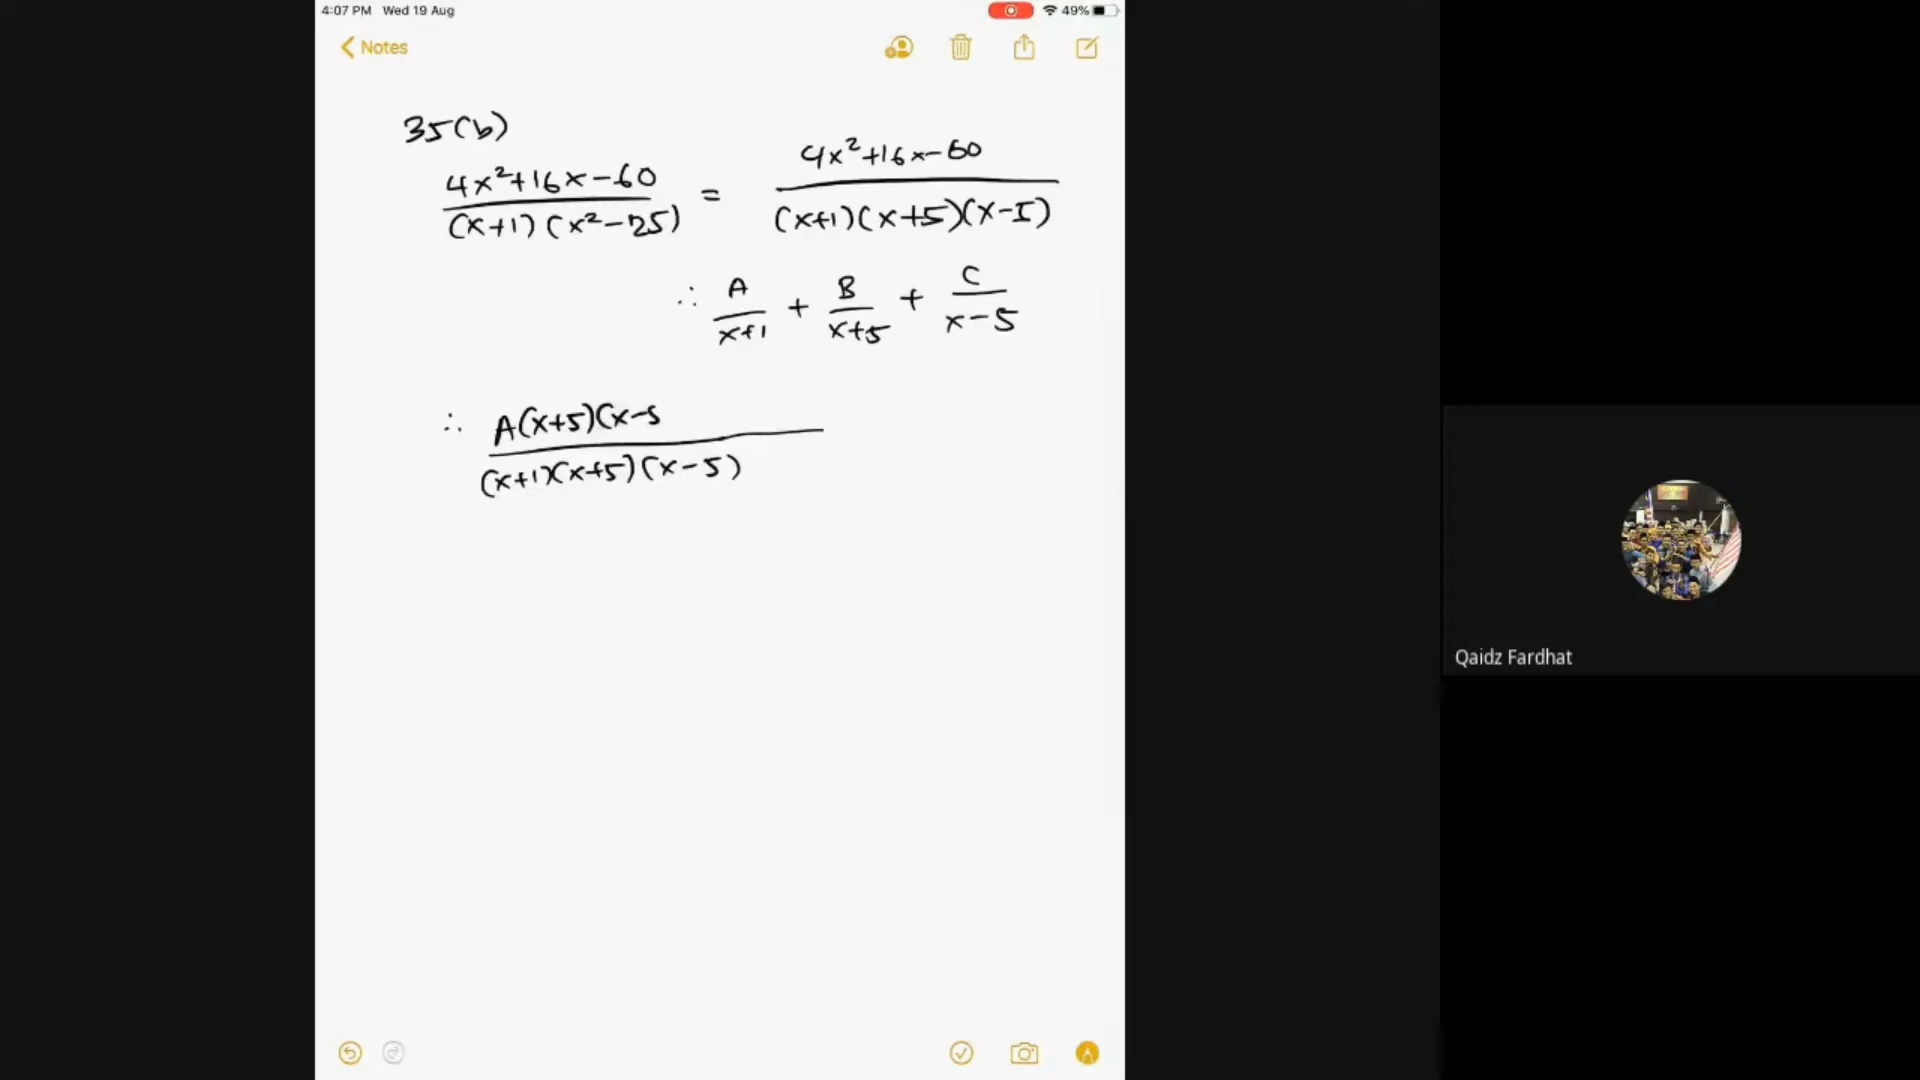 4:07 PM Wed 19 Aug 49%
Notes
35(b)
4x²+16x-60 / (x+1)(x²-25) = 4x²+16x-60 / (x+1)(x+5)(x-5)
∴ A/x+1 + B/x+5 + C/x-5
∴ A(x+5)(x-5 / (x+1)(x+5)(x-5)
Qaidz Fardhat